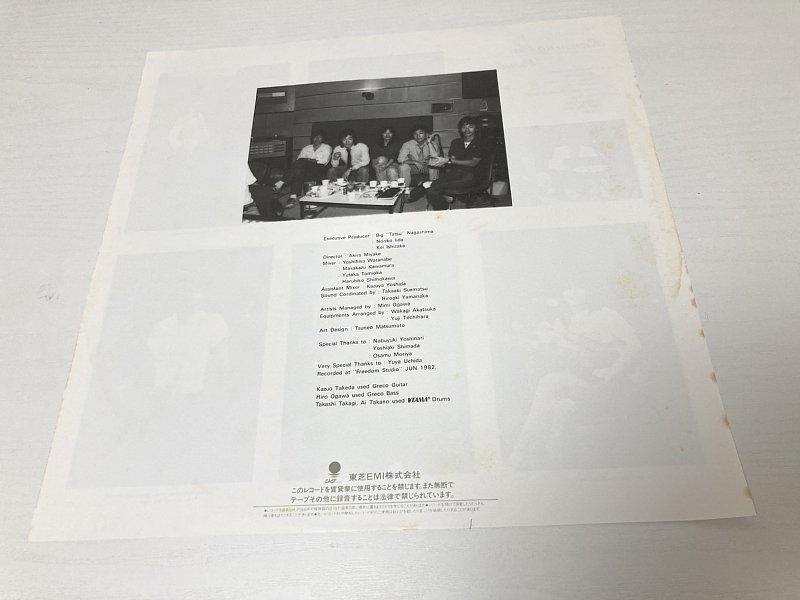 Executive Producer : Big "Tatsu" Nagashima
: Noriko Iida
: Kei Ishizaka
Director : Akira Miyake
Mixer : Yoshihiro Watanabe
: Masakazu Kawamura
: Yutaka Tomioka
: Haruhiko Shimokawa
Assistant Mixer : Kazuya Yoshida
Sound Cordinated by : Takaaki Suematsu
: Hiroaki Yamanaka
Artists Managed by : Mimi Ogawa
Equipments Arranged by : Wakagi Akatsuka
: Yuji Tochihara
Art Design : Tsuneo Matsumoto
Special Thanks to : Nobuyuki Yoshinari
: Yoshiaki Shimada
: Osamu Moriya
Very Special Thanks to : Yuya Uchida
Recorded at "Freedom Studio" JUN 1982.
Kazuo Takeda used Greco Guitar
Hiro Ogawa used Greco Bass
Takashi Takagi, Ai Takano used TAMA® Drums
東芝EMI株式会社
このレコードを賃貸業に使用することを禁じます。また無断で
テープその他に録音することは法律で禁じられています。